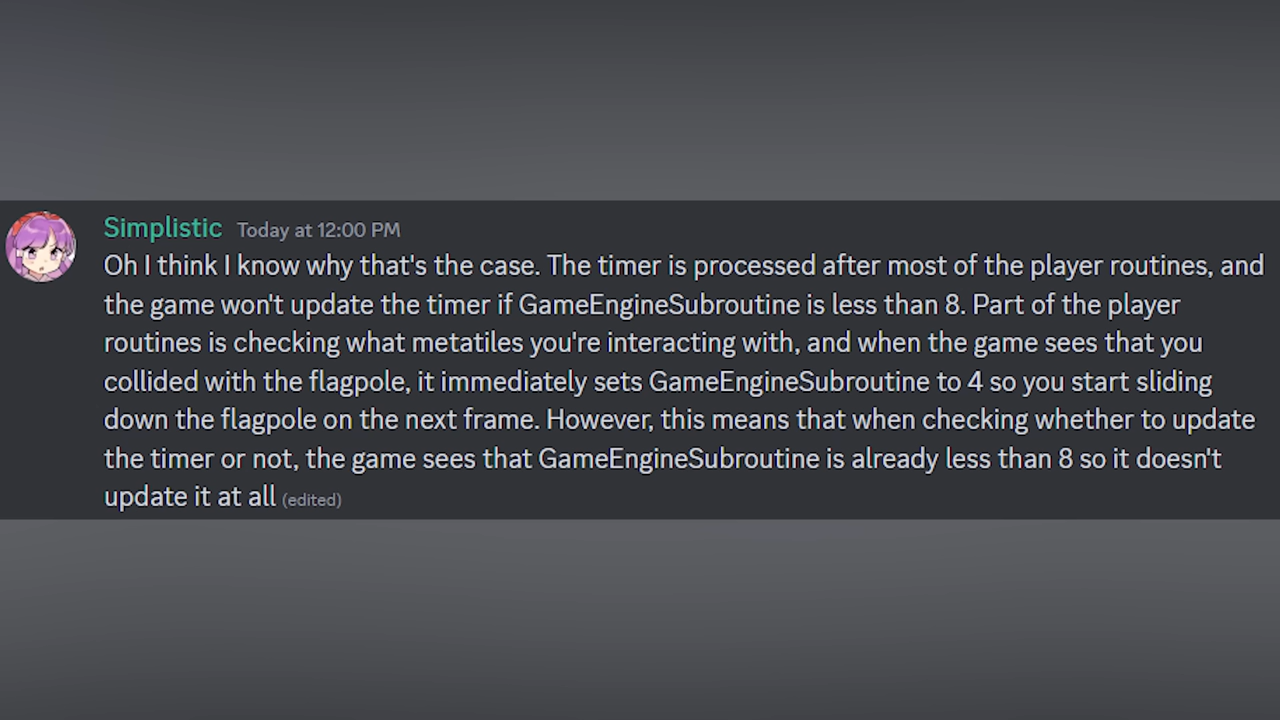 Simplistic Today at 12:00 PM
Oh I think I know why that's the case. The timer is processed after most of the player routines, and
the game won't update the timer if GameEngineSubroutine is less than 8. Part of the player
routines is checking what metatiles you're interacting with, and when the game sees that you
collided with the flagpole, it immediately sets GameEngineSubroutine to 4 so you start sliding
down the flagpole on the next frame. However, this means that when checking whether to update
the timer or not, the game sees that GameEngineSubroutine is already less than 8 so it doesn't
update it at all (edited)